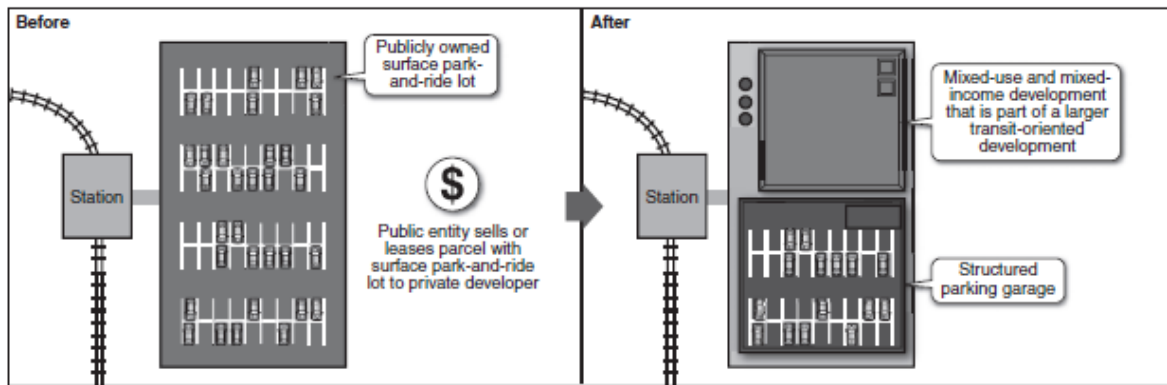 Before
Publicly owned
surface park-
and-ride lot
Station
$
Public entity sells or
leases parcel with
surface park-and-ride
lot to private developer
After
Mixed-use and mixed-
income development
that is part of a larger
transit-oriented
development
Station
Structured
parking garage